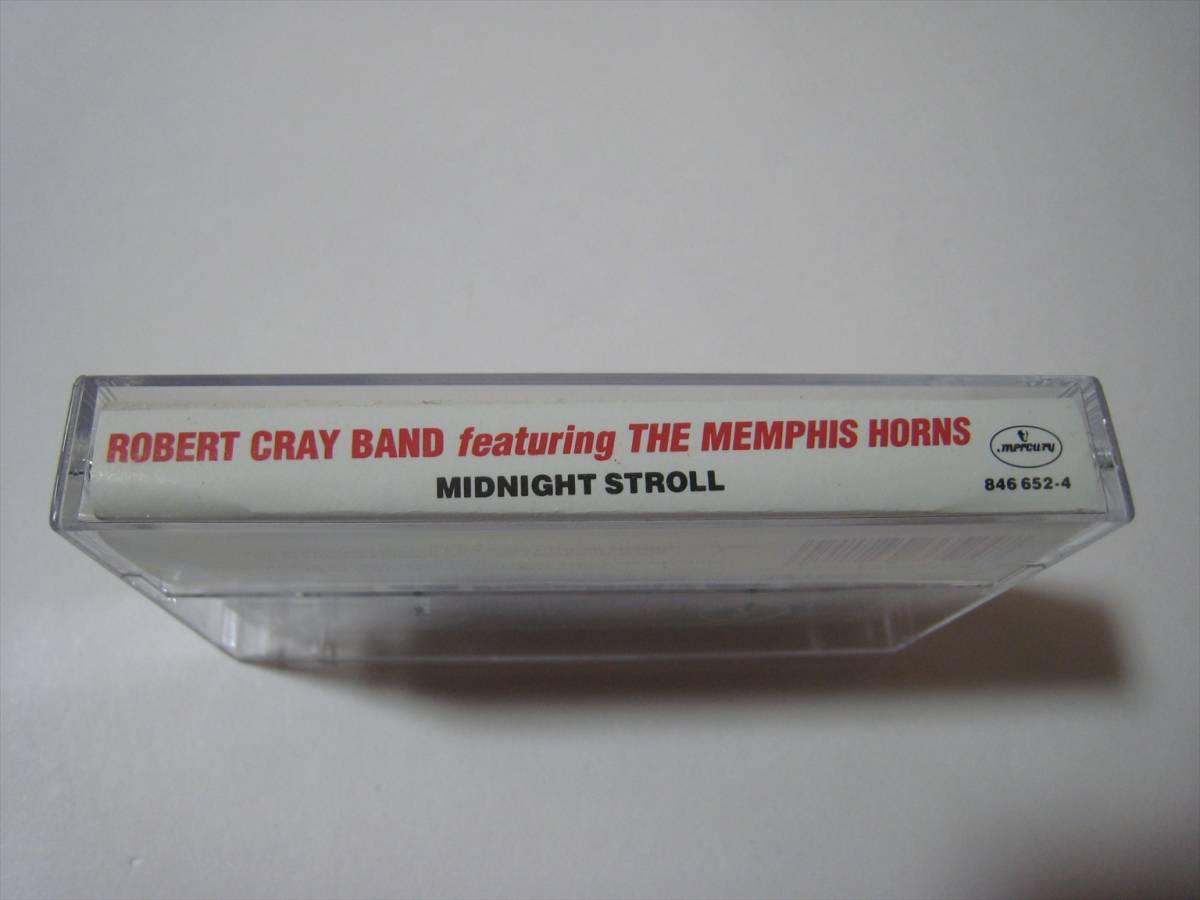 ROBERT CRAY BAND featuring THE MEMPHIS HORNS
MIDNIGHT STROLL
mercury
846 652-4